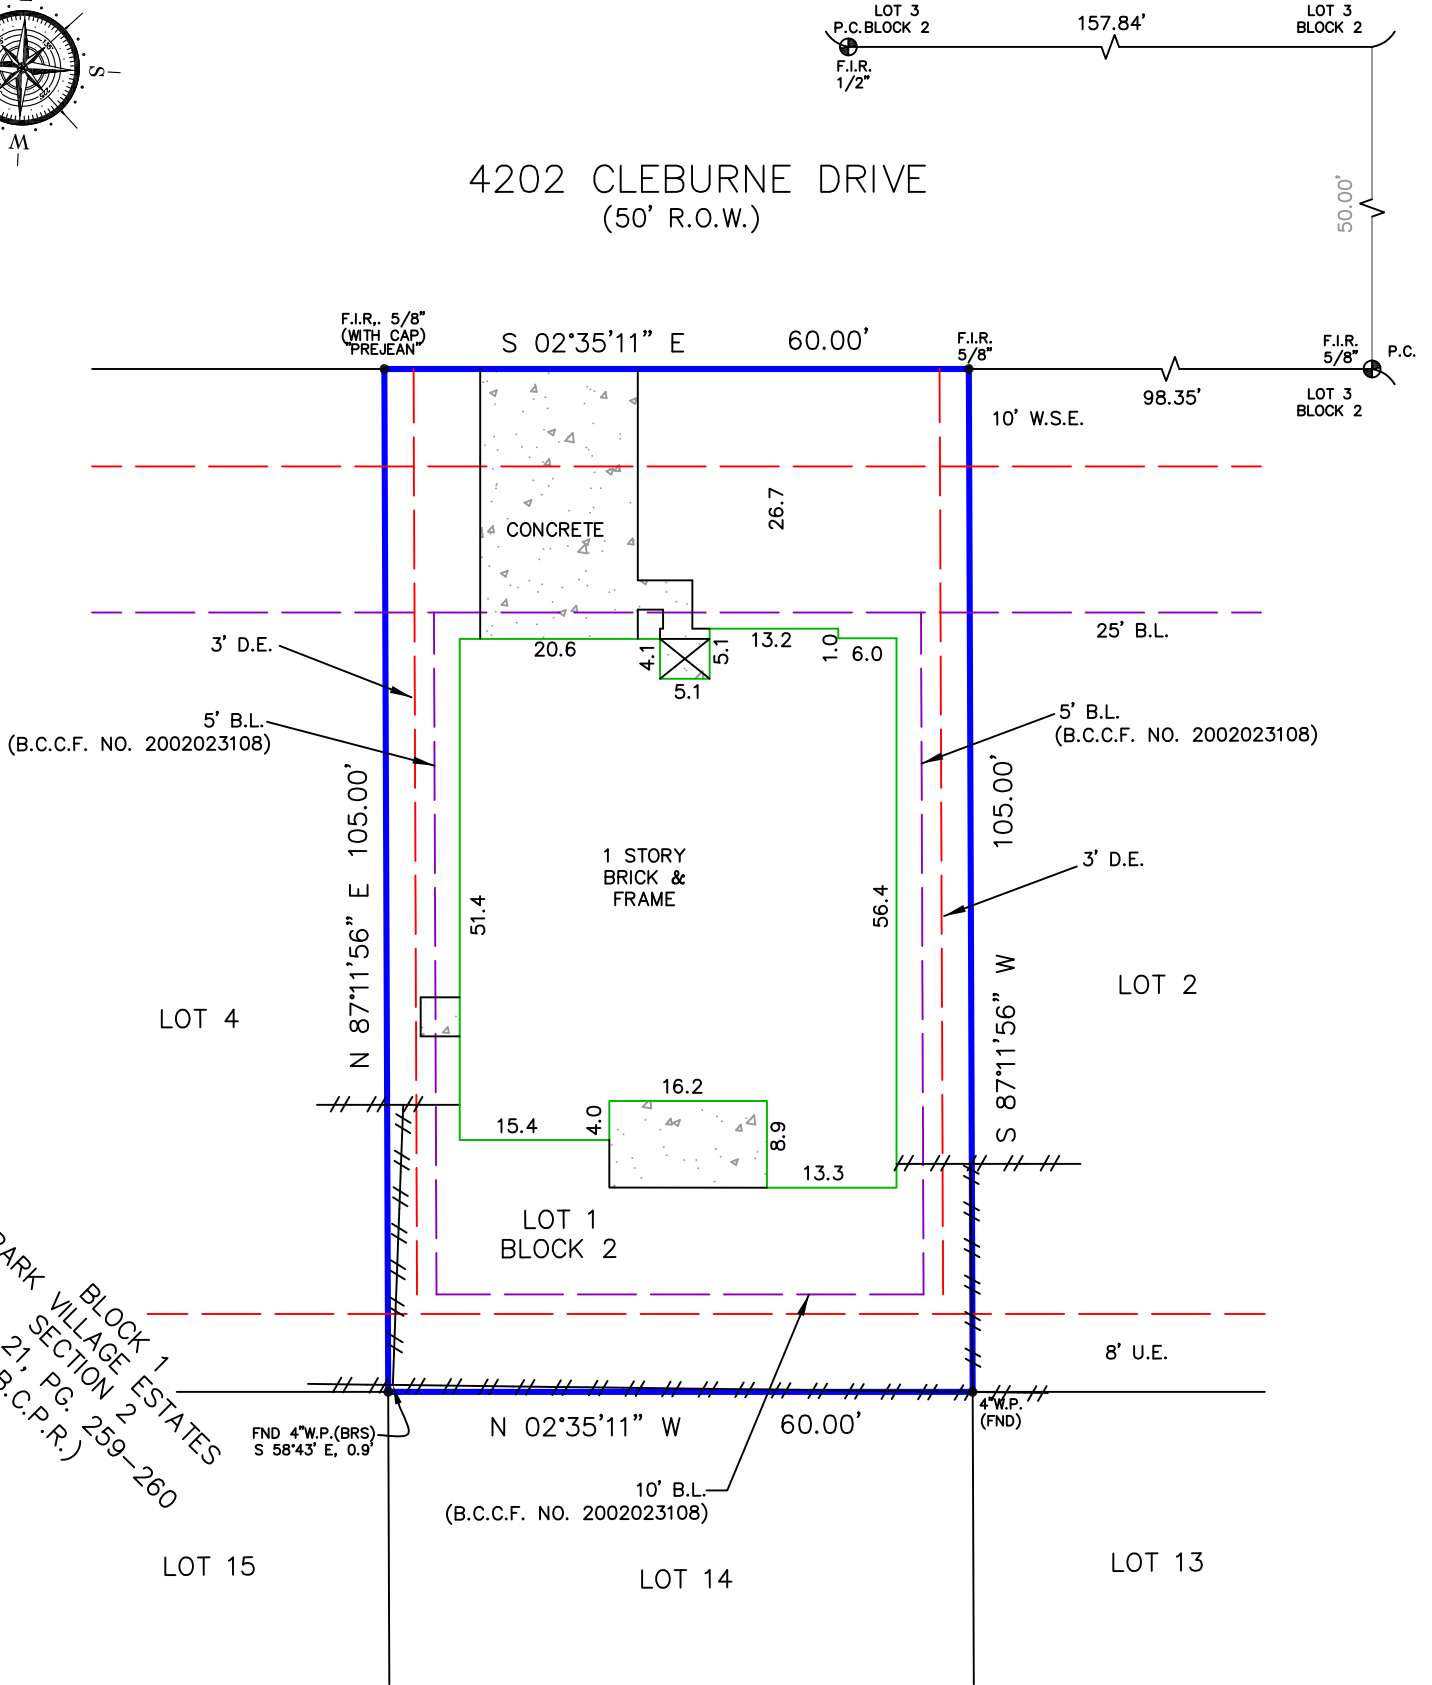 S
W
LOT 3
P.C. BLOCK 2
157.84'
LOT 3
BLOCK 2
F.I.R.
1/2"
50.00'
4202 CLEBURNE DRIVE
(50' R.O.W.)
F.I.R,. 5/8"
(WITH CAP)
"PREJEAN"
S 02°35'11" E
60.00'
F.I.R.
5/8"
F.I.R.
5/8"
P.C.
98.35'
LOT 3
BLOCK 2
10' W.S.E.
26.7
CONCRETE
25' B.L.
3' D.E.
20.6
4.1
5.1
5.1
13.2
1.0
6.0
5' B.L.
(B.C.C.F. NO. 2002023108)
5' B.L.
(B.C.C.F. NO. 2002023108)
N 87°11'56" E 105.00'
105.00'
S 87°11'56" W
1 STORY
BRICK &
FRAME
3' D.E.
51.4
56.4
LOT 4
LOT 2
16.2
15.4
4.0
8.9
13.3
LOT 1
BLOCK 2
BLOCK 1
PARK VILLAGE ESTATES
SECTION 2
21, PG. 259-260
B.C.P.R.)
8' U.E.
FND 4"W.P.(BRS)
S 58°43' E, 0.9'
N 02°35'11" W
60.00'
4"W.P.
(FND)
10' B.L.
(B.C.C.F. NO. 2002023108)
LOT 15
LOT 14
LOT 13